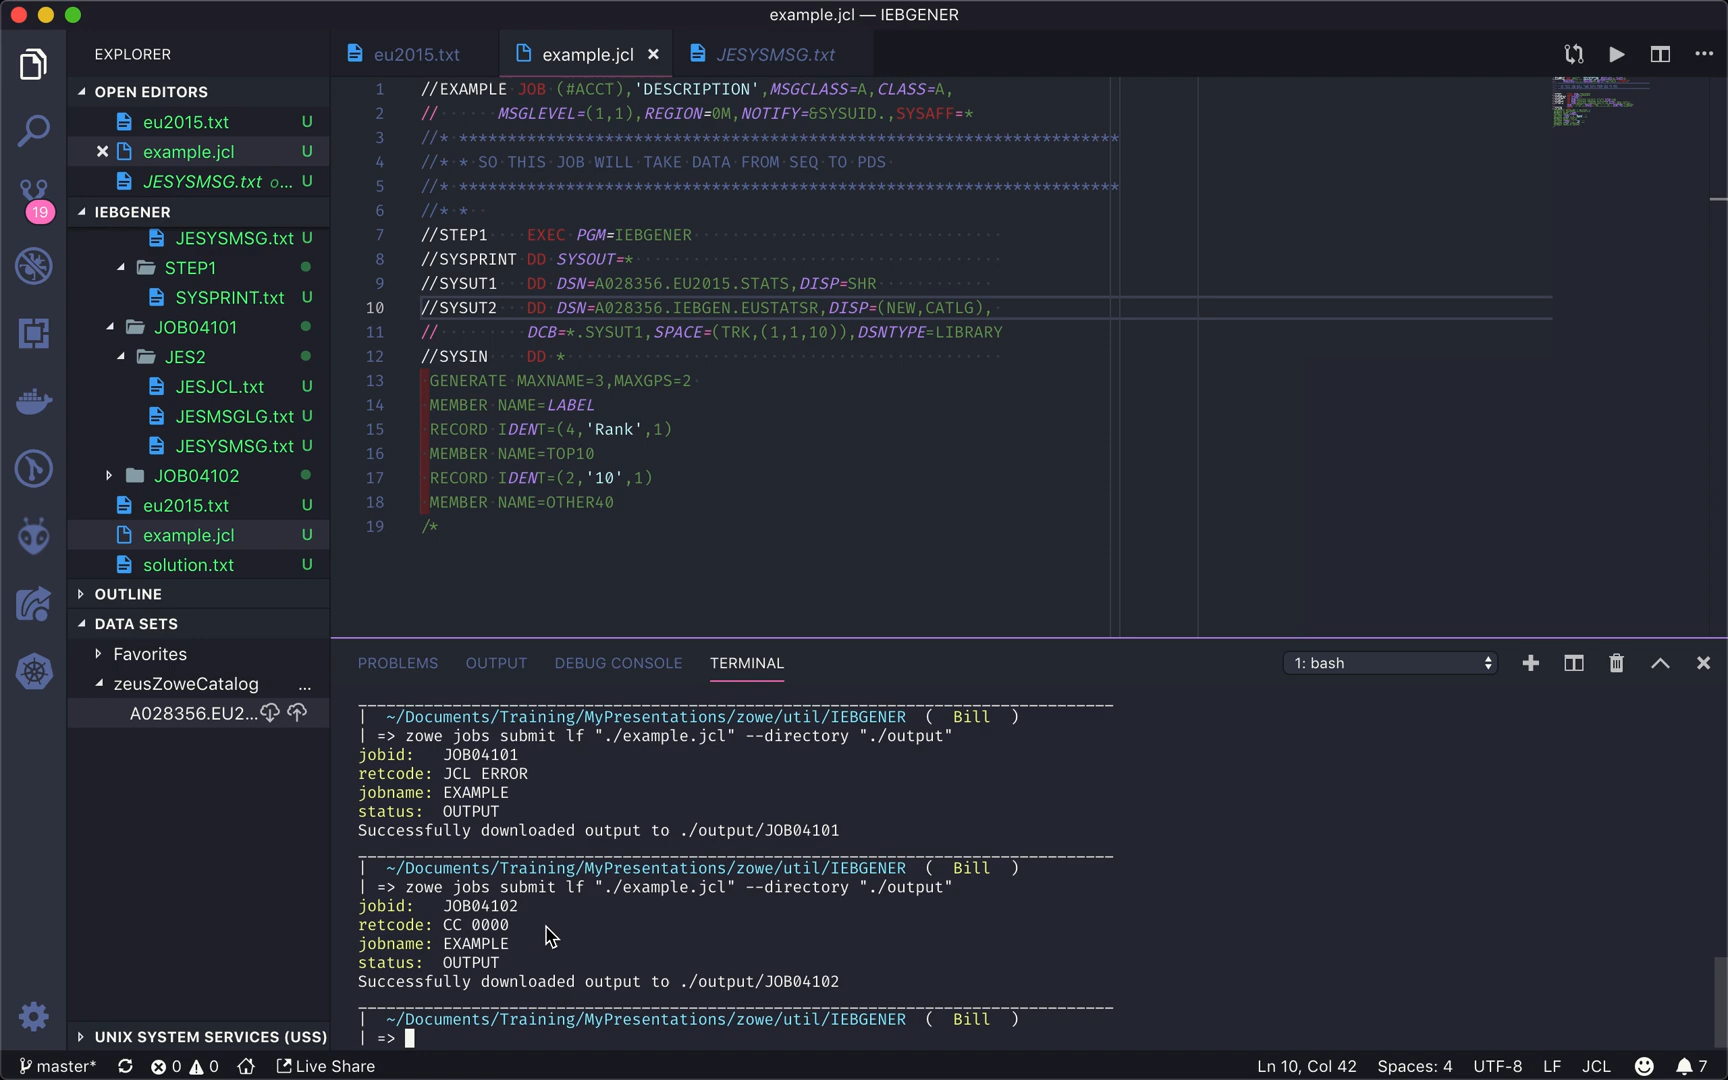 example.jcl — IEBGENER
EXPLORER
OPEN EDITORS
eu2015.txt U
example.jcl U
JESYSMSG.txt o... U
19
IEBGENER
JESYSMSG.txt U
STEP1
SYSPRINT.txt U
JOB04101
JES2
JESJCL.txt U
JESMSGLG.txt U
JESYSMSG.txt U
JOB04102
eu2015.txt U
example.jcl U
solution.txt U
OUTLINE
DATA SETS
Favorites
zeusZoweCatalog ...
A028356.EU2...
UNIX SYSTEM SERVICES (USS)
eu2015.txt example.jcl JESYSMSG.txt
1 //EXAMPLE JOB (#ACCT),'DESCRIPTION',MSGCLASS=A,CLASS=A,
2 // MSGLEVEL=(1,1),REGION=0M,NOTIFY=&SYSUID.,SYSAFF=*
3 //* ********************************************************************
4 //* * SO THIS JOB WILL TAKE DATA FROM SEQ TO PDS
5 //* ********************************************************************
6 //* *
7 //STEP1 EXEC PGM=IEBGENER
8 //SYSPRINT DD SYSOUT=*
9 //SYSUT1 DD DSN=A028356.EU2015.STATS,DISP=SHR
10 //SYSUT2 DD DSN=A028356.IEBGEN.EUSTATSR,DISP=(NEW,CATLG),
11 // DCB=*.SYSUT1,SPACE=(TRK,(1,1,10)),DSNTYPE=LIBRARY
12 //SYSIN DD *
13 GENERATE MAXNAME=3,MAXGPS=2
14 MEMBER NAME=LABEL
15 RECORD IDENT=(4,'Rank',1)
16 MEMBER NAME=TOP10
17 RECORD IDENT=(2,'10',1)
18 MEMBER NAME=OTHER40
19 /*
PROBLEMS OUTPUT DEBUG CONSOLE TERMINAL 1: bash
| ~/Documents/Training/MyPresentations/zowe/util/IEBGENER ( Bill )
| => zowe jobs submit lf "./example.jcl" --directory "./output"
jobid: JOB04101
retcode: JCL ERROR
jobname: EXAMPLE
status: OUTPUT
Successfully downloaded output to ./output/JOB04101
| ~/Documents/Training/MyPresentations/zowe/util/IEBGENER ( Bill )
| => zowe jobs submit lf "./example.jcl" --directory "./output"
jobid: JOB04102
retcode: CC 0000
jobname: EXAMPLE
status: OUTPUT
Successfully downloaded output to ./output/JOB04102
| ~/Documents/Training/MyPresentations/zowe/util/IEBGENER ( Bill )
| =>
master* 0 0 Live Share Ln 10, Col 42 Spaces: 4 UTF-8 LF JCL 7